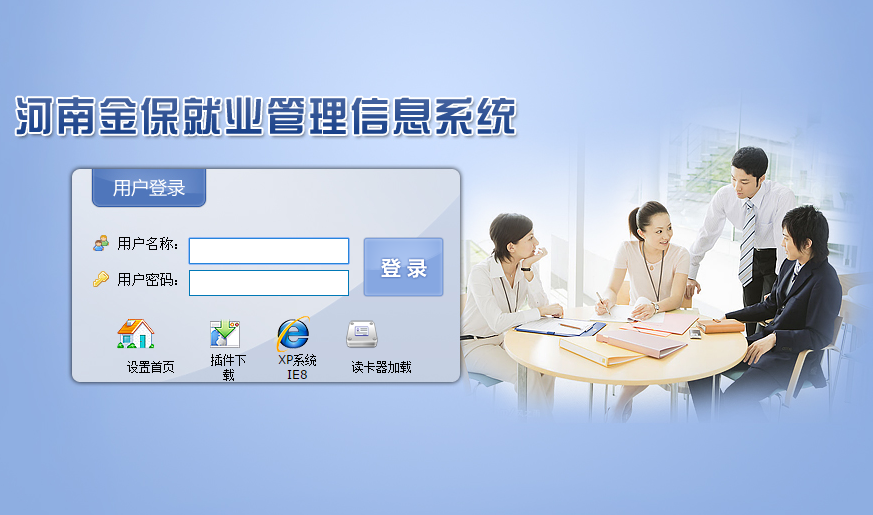 河南金保就业管理信息系统
用户登录
用户名称：
用户密码：
登 录
设置首页
插件下
载
XP系统
IE8
读卡器加载